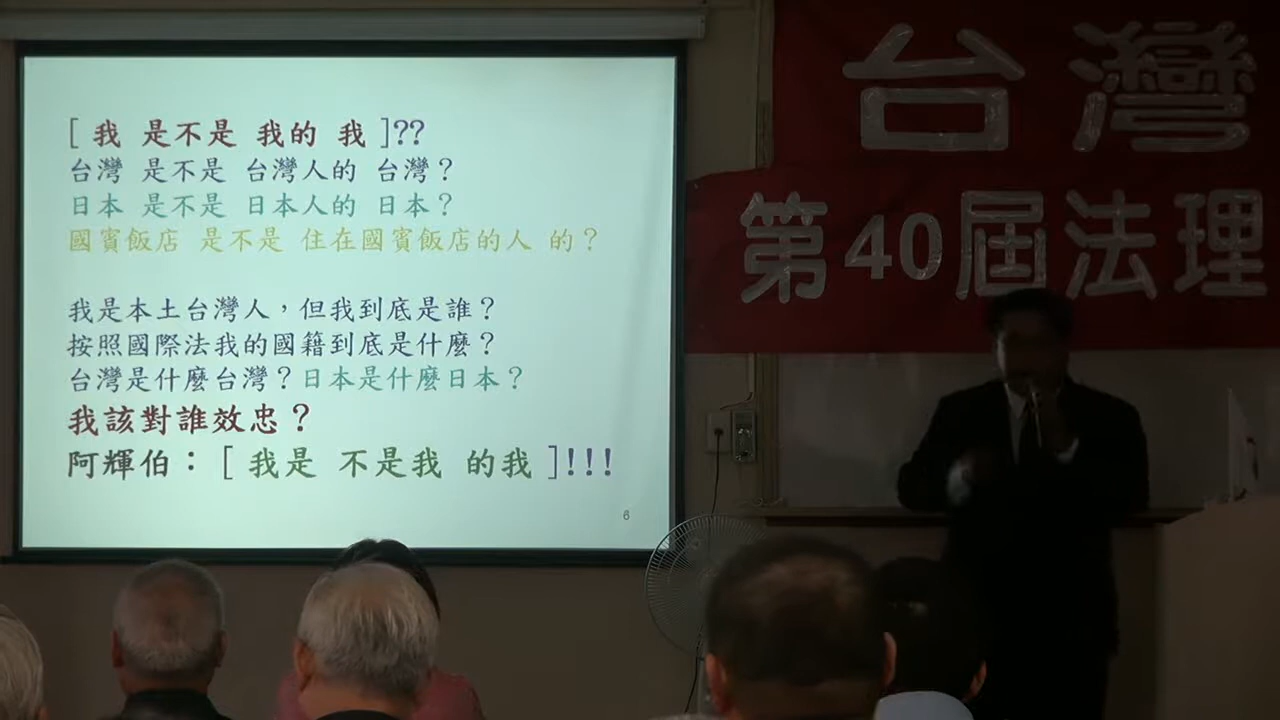 [ 我 是不是 我的 我 ]??
台灣 是不是 台灣人的 台灣？
日本 是不是 日本人的 日本？
國賓飯店 是不是 住在國賓飯店的人 的？
我是本土台灣人，但我到底是誰？
按照國際法我的國籍到底是什麼？
台灣是什麼台灣？日本是什麼日本？
我該對誰效忠？
阿輝伯：[ 我是 不是我 的我 ]!!!
6
台灣
第40屆法理